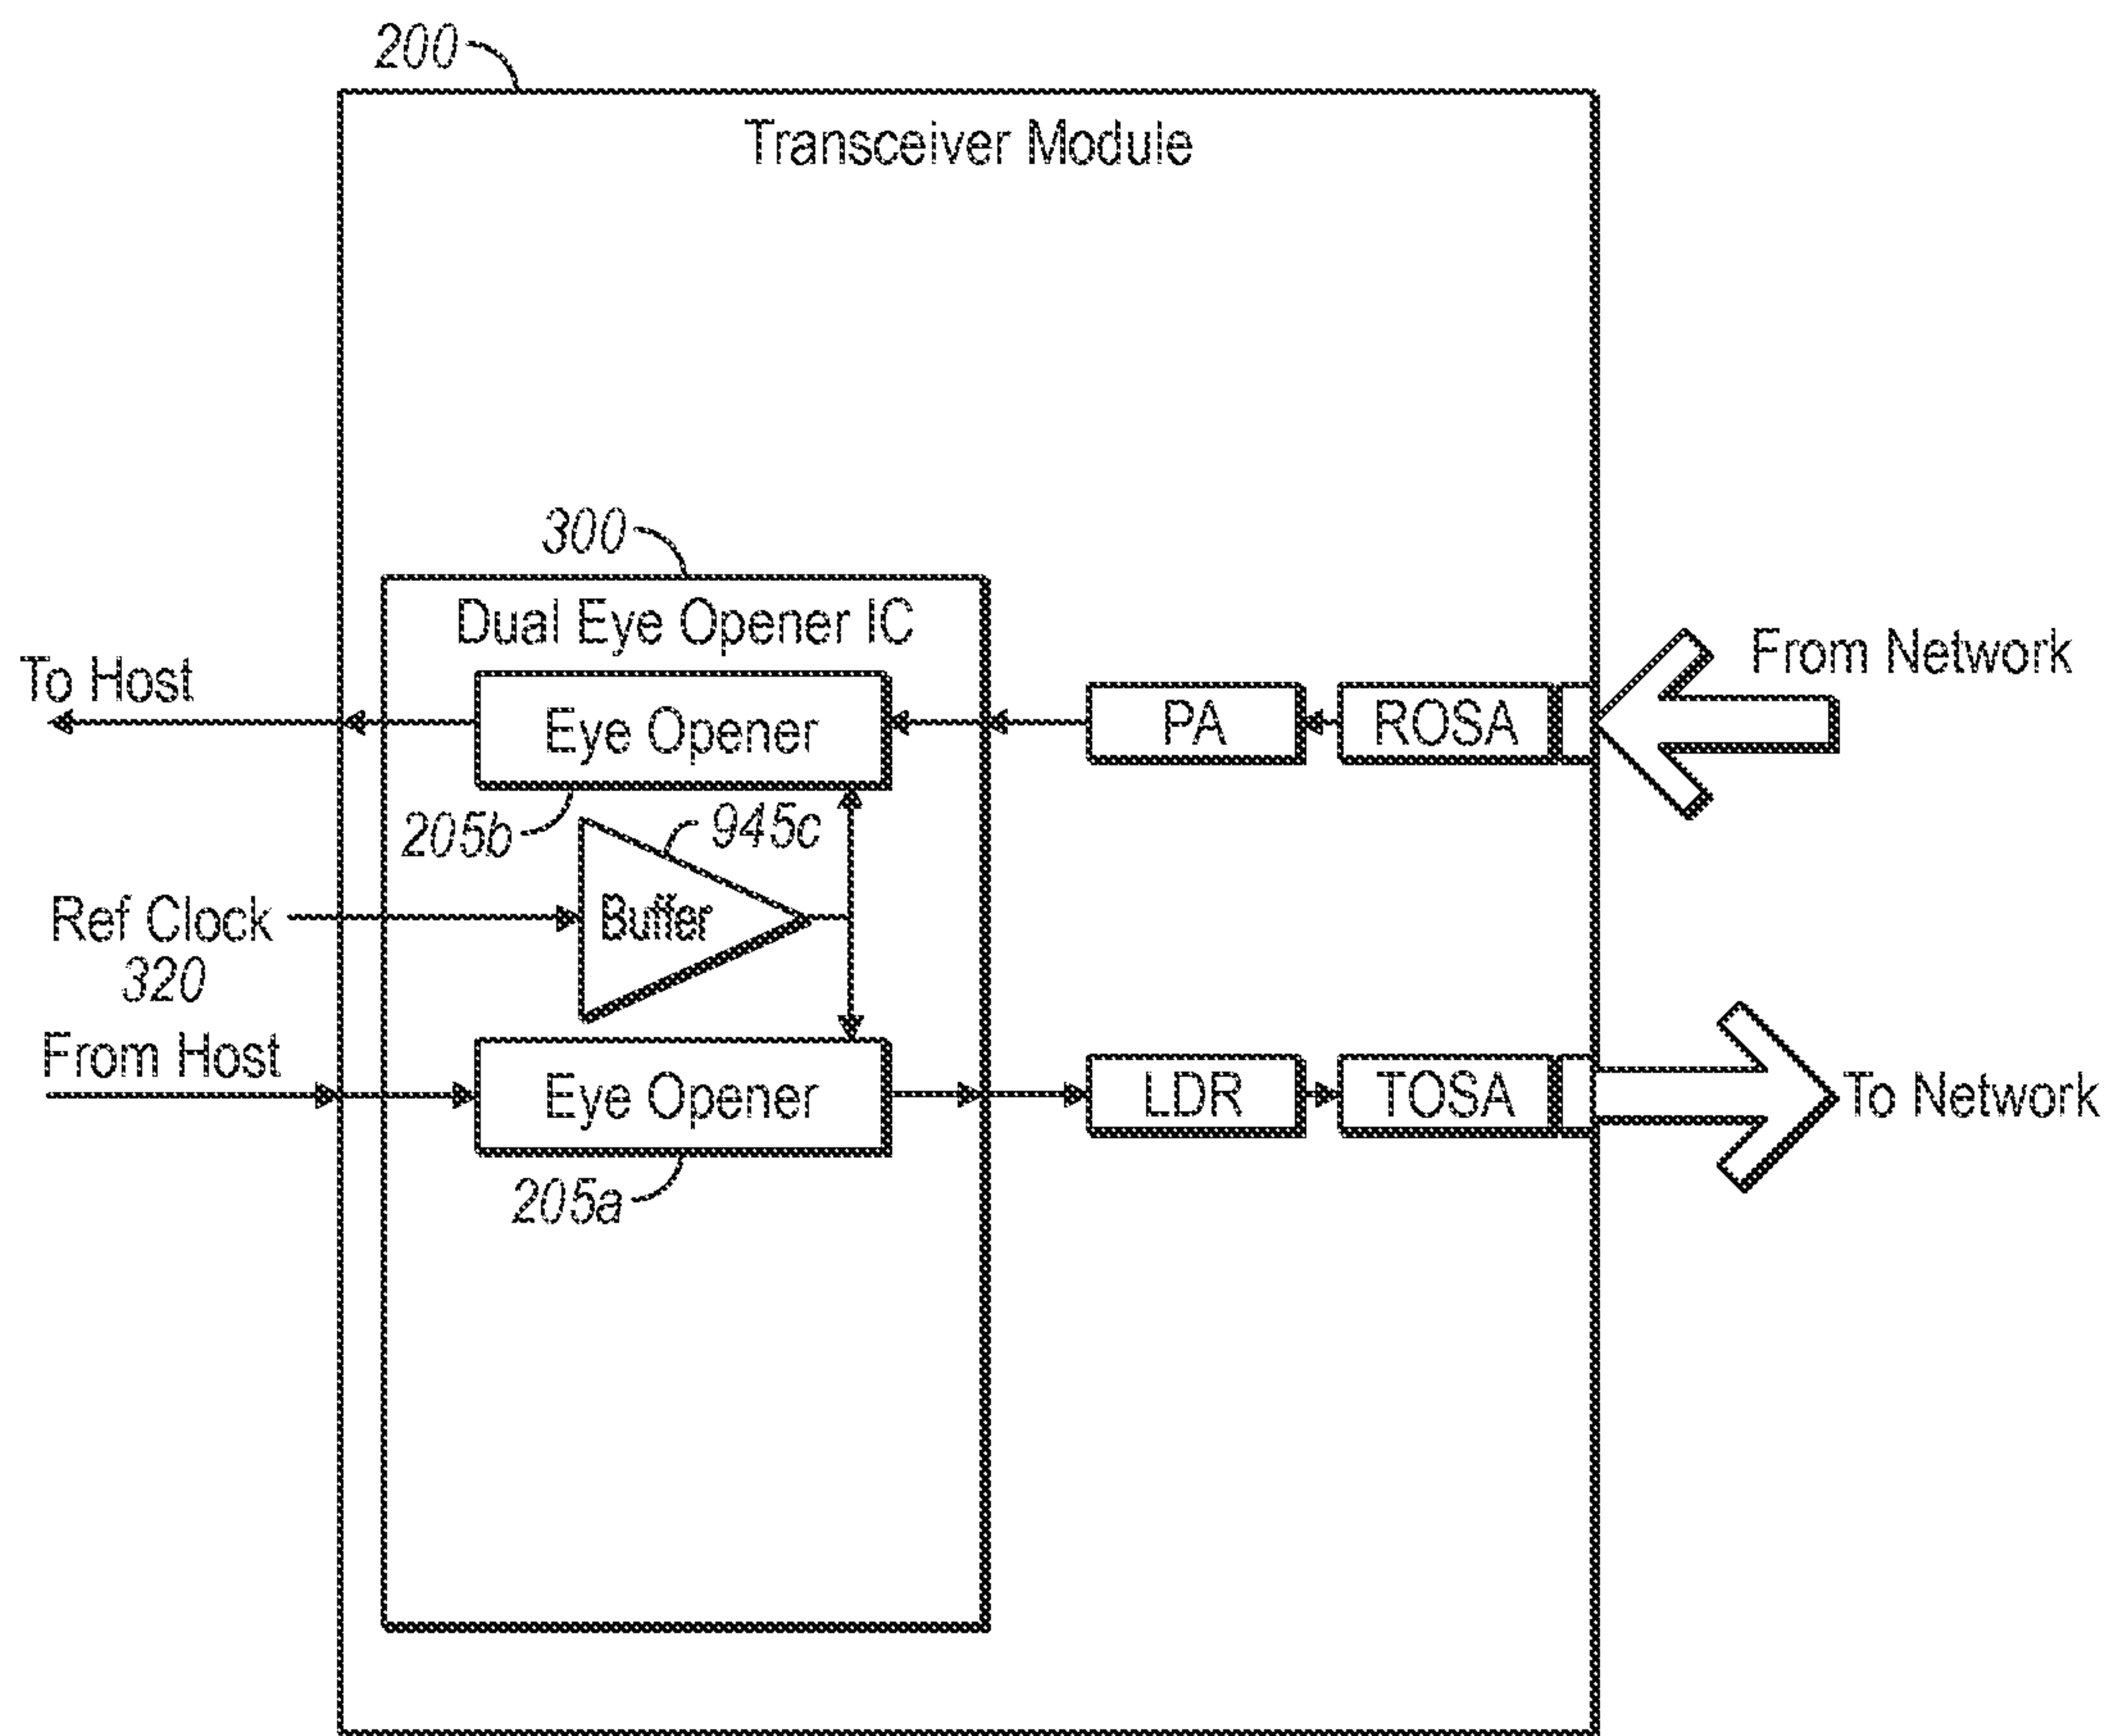 200
Transceiver Module
300
Dual Eye Opener IC
To Host
Eye Opener
PA
ROSA
From Network
205b
945c
Ref Clock
320
Buffer
From Host
Eye Opener
LDR
TOSA
To Network
205a